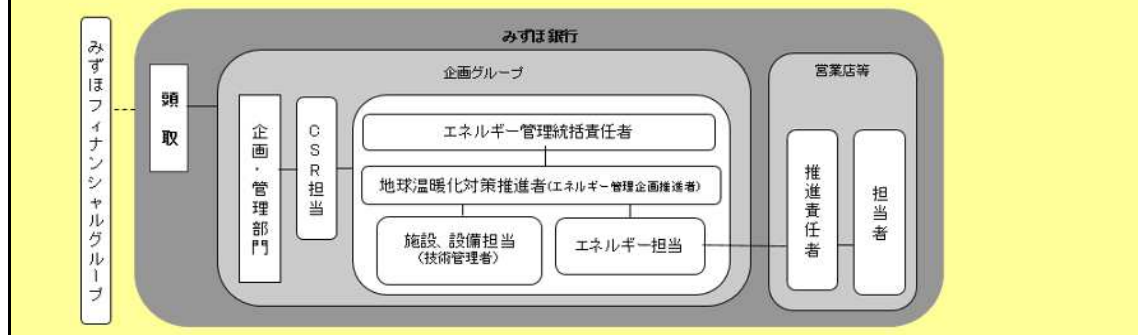 みずほフィナンシャルグループ
みずほ銀行
頭取
企画グループ
企画・管理部門
CSR担当
エネルギー管理統括責任者
地球温暖化対策推進者(エネルギー管理企画推進者)
施設、設備担当
(技術管理者)
エネルギー担当
営業店等
推進責任者
担当者